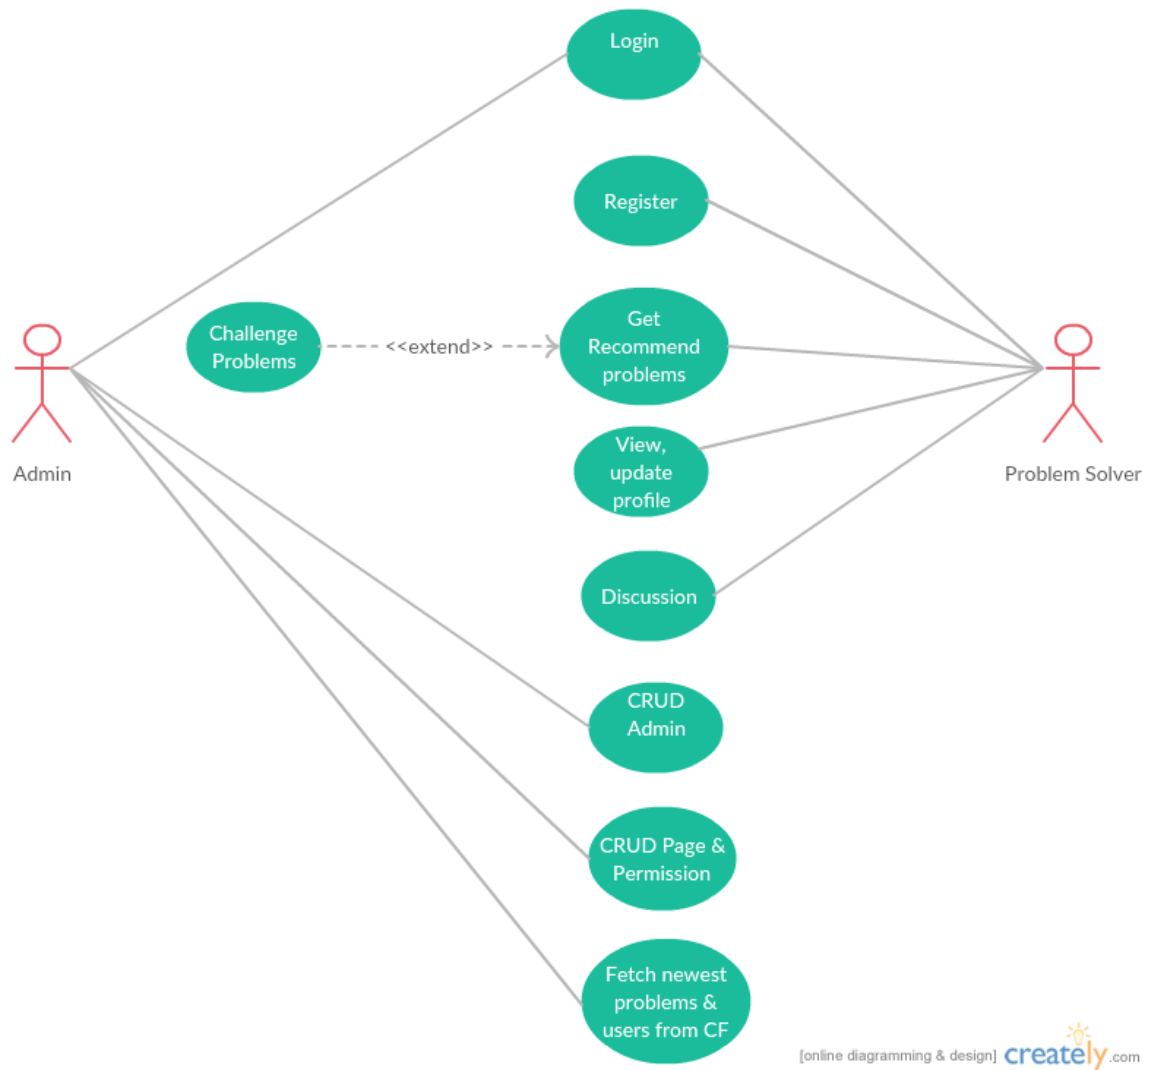 Login
Register
Challenge
Problems
<<extend>>
Get
Recommend
problems
View,
update
profile
Admin
Problem Solver
Discussion
CRUD
Admin
CRUD Page &
Permission
Fetch newest
problems &
users from CF
[online diagramming & design] creately.com